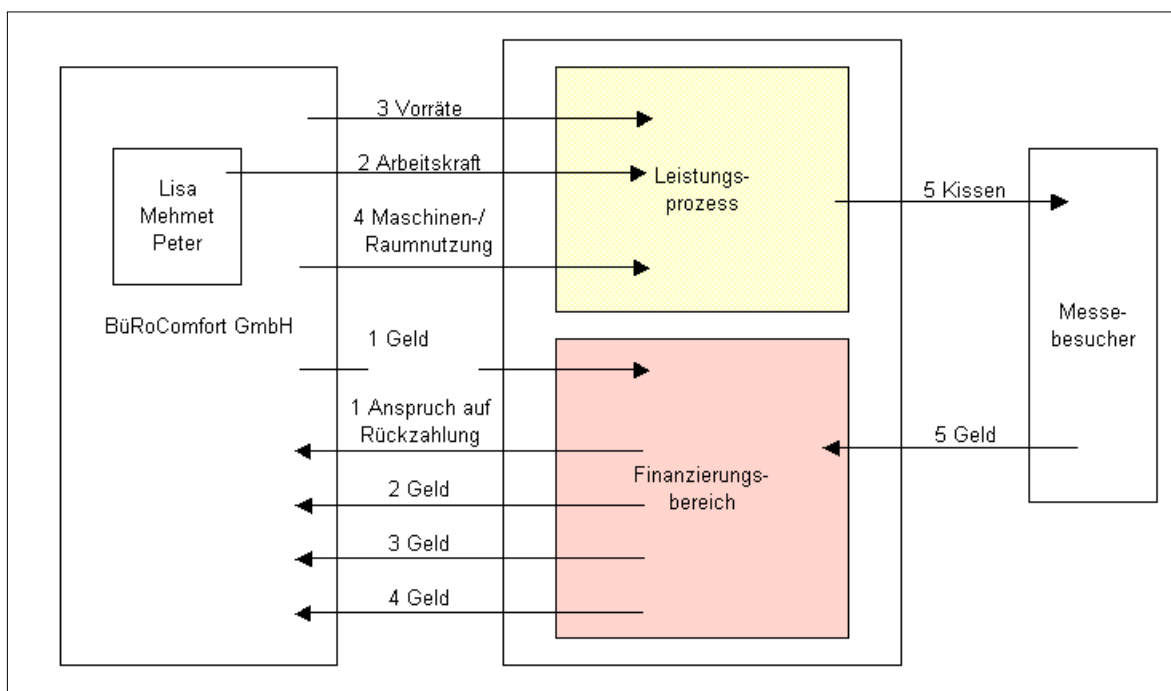 3 Vorräte
2 Arbeitskraft
Lisa
Mehmet
Peter
4 Maschinen-/
Raumnutzung
BüRoComfort GmbH
1 Geld
1 Anspruch auf
Rückzahlung
2 Geld
3 Geld
4 Geld
Leistungs-
prozess
Finanzierungs-
bereich
5 Kissen
5 Geld
Messe-
besucher